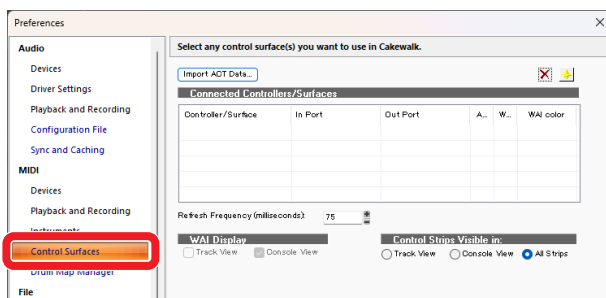 Preferences
Audio
Devices
Driver Settings
Playback and Recording
Configuration File
Sync and Caching
MIDI
Devices
Playback and Recording
Instruments
Control Surfaces
Drum Map Manager
File
Select any control surface(s) you want to use in Cakewalk.
Import ACT Data...
Connected Controllers/Surfaces
Controller/Surface In Port Out Port A... W... WAI color
Refresh Frequency (milliseconds): 75
WAI Display
Track View Console View
Control Strips Visible in:
Track View Console View All Strips